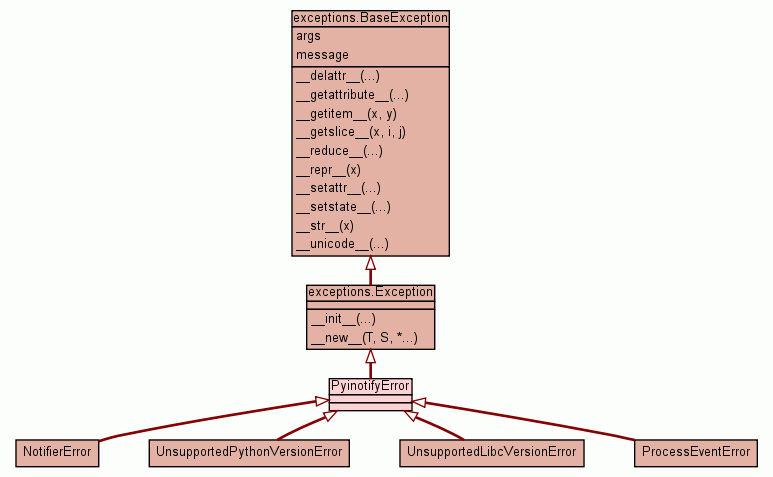 exceptions.BaseException
args
message
__delattr__(...)
__getattribute__(...)
__getitem__(x, y)
__getslice__(x, i, j)
__reduce__(...)
__repr__(x)
__setattr__(...)
__setstate__(...)
__str__(x)
__unicode__(...)
exceptions.Exception
__init__(...)
__new__(T, S, *...)
PyinotifyError
NotifierError
UnsupportedPythonVersionError
UnsupportedLibcVersionError
ProcessEventError